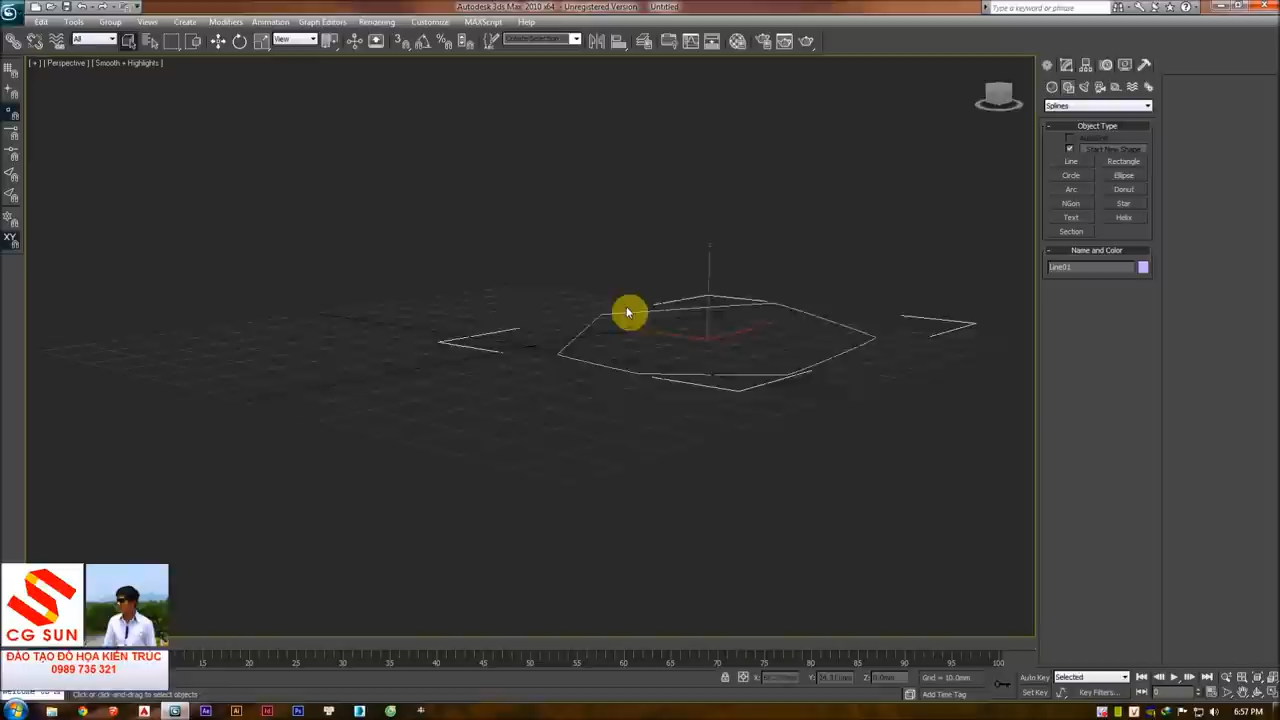 Autodesk 3ds Max 2010 x64 - Unregistered Version Untitled
Type a keyword or phrase
Edit Tools Group Views Create Modifiers Animation Graph Editors Rendering Customize MAXScript Help
All View
[ + ] [ Perspective ] [ Smooth + Highlights ]
Splines
Object Type
AutoGrid
Start New Shape
Line Rectangle
Circle Ellipse
Arc Donut
NGon Star
Text Helix
Section
Name and Color
Line01
XY
CG SUN
ĐÀO TẠO ĐỒ HỌA KIẾN TRÚC
0989 735 321
15 20 25 30 35 40 45 50 55 60 65 70 75 80 85 90 95 100
Click or click-and-drag to select objects
X: Y: Z: 0.0mm Grid = 10.0mm
Add Time Tag
Auto Key Selected
Set Key Key Filters... 0
6:57 PM